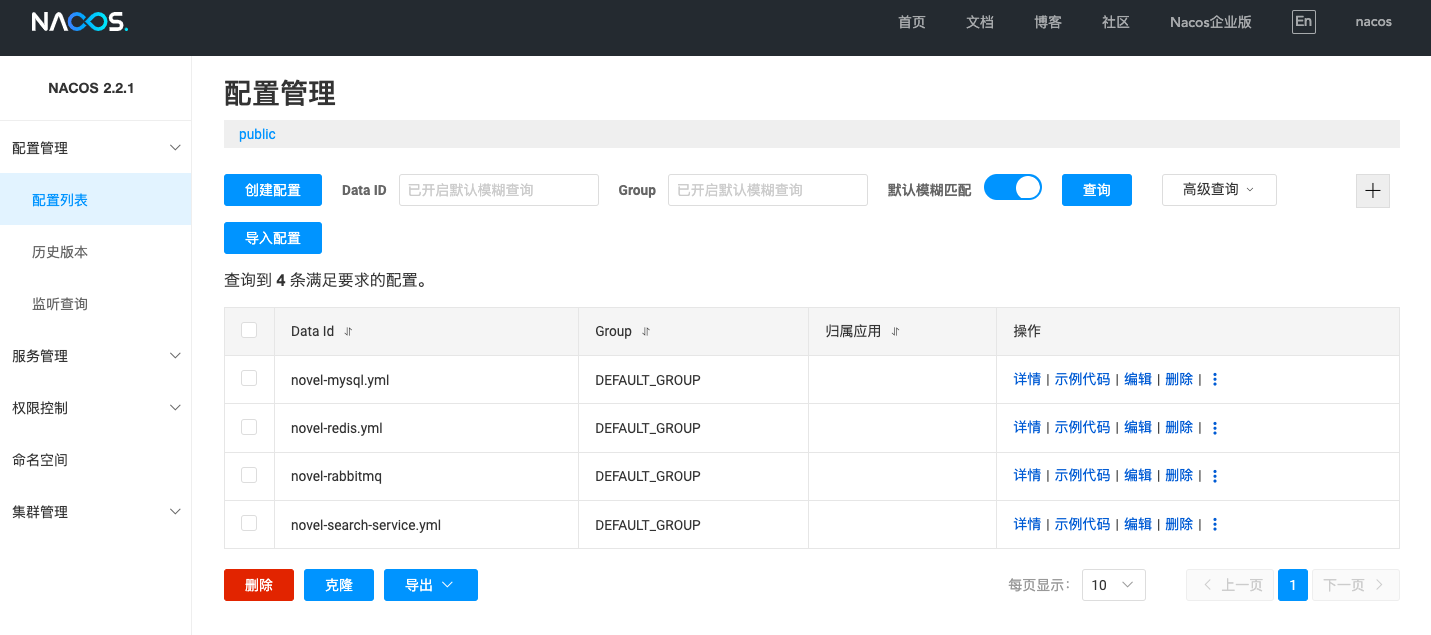 NACOS.
首页 文档 博客 社区 Nacos企业版 En nacos
NACOS 2.2.1
配置管理
配置列表
历史版本
监听查询
服务管理
权限控制
命名空间
集群管理
配置管理
public
创建配置 Data ID 已开启默认模糊查询 Group 已开启默认模糊查询 默认模糊匹配 查询 高级查询
导入配置
查询到 4 条满足要求的配置。
Data Id Group 归属应用 操作
novel-mysql.yml DEFAULT_GROUP 详情 | 示例代码 | 编辑 | 删除 |
novel-redis.yml DEFAULT_GROUP 详情 | 示例代码 | 编辑 | 删除 |
novel-rabbitmq DEFAULT_GROUP 详情 | 示例代码 | 编辑 | 删除 |
novel-search-service.yml DEFAULT_GROUP 详情 | 示例代码 | 编辑 | 删除 |
删除 克隆 导出 每页显示: 10 上一页 1 下一页